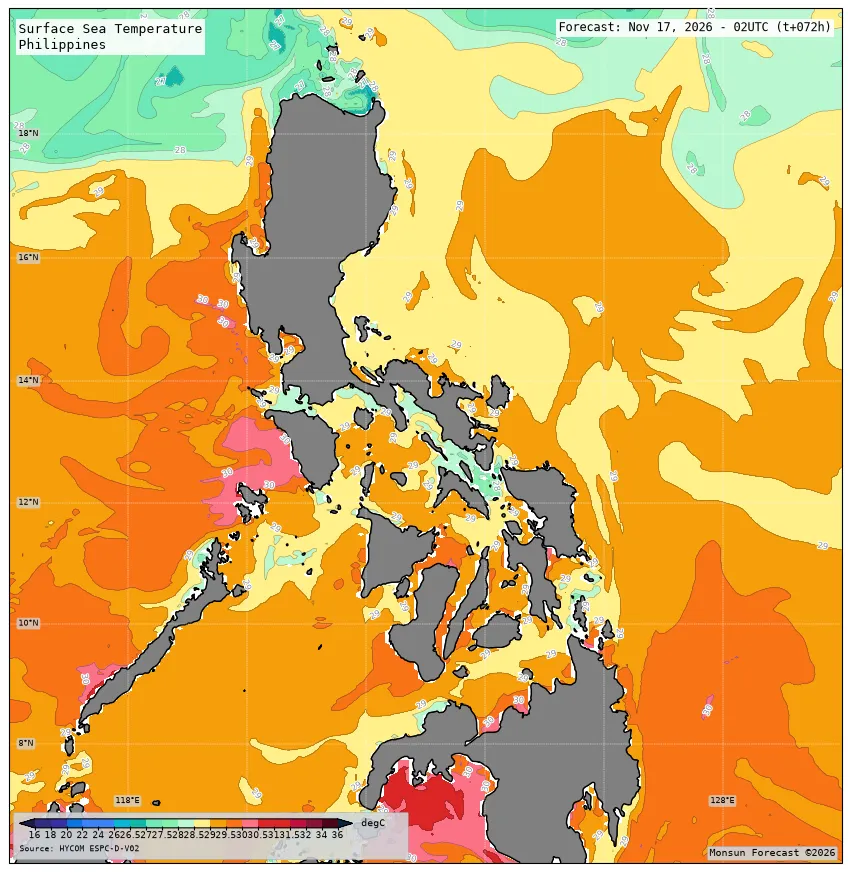 Surface Sea Temperature
Philippines
Forecast: Nov 17, 2026 - 02UTC (t+072h)
18°N
16°N
14°N
12°N
10°N
8°N
118°E
128°E
16 18 20 22 24 26 26.5 27 27.5 28 28.5 29 29.5 30 30.5 31 31.5 32 34 36
degC
Source: HYCOM ESPC-D-V02
Monsun Forecast ©2026